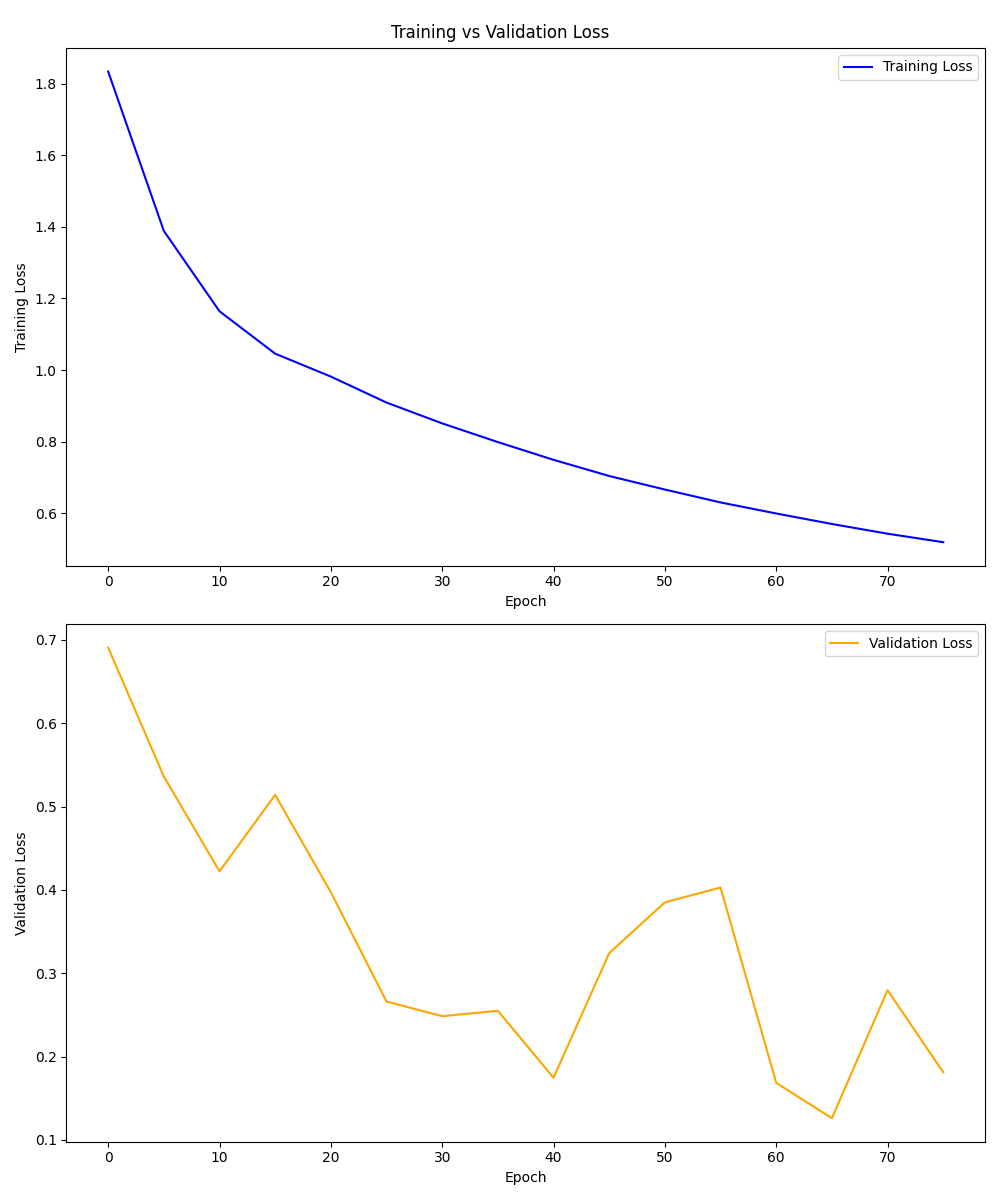 Training vs Validation Loss
Training Loss
1.8
1.6
1.4
1.2
1.0
0.8
0.6
Training Loss
0 10 20 30 40 50 60 70
Epoch
Validation Loss
0.7
0.6
0.5
0.4
0.3
0.2
0.1
Validation Loss
0 10 20 30 40 50 60 70
Epoch